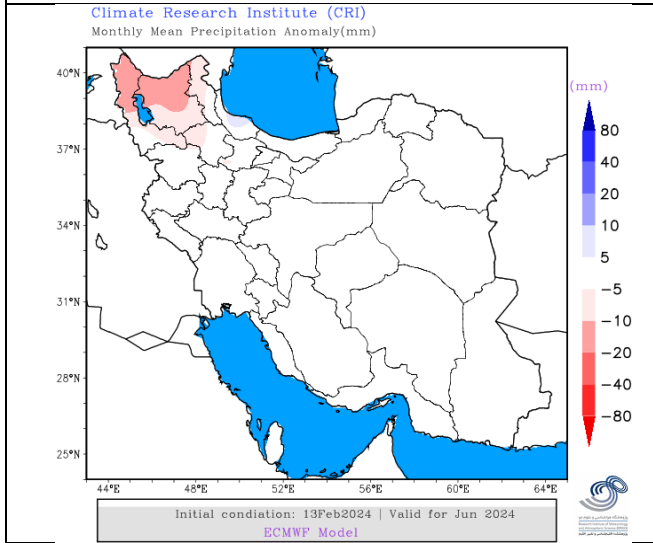 Climate Research Institute (CRI)
Monthly Mean Precipitation Anomaly(mm)
(mm)
40°N
37°N
34°N
31°N
28°N
25°N
80
40
20
10
5
−5
−10
−20
−40
−80
44°E 48°E 52°E 56°E 60°E 64°E
Initial condiation: 13Feb2024 | Valid for Jun 2024
ECMWF Model